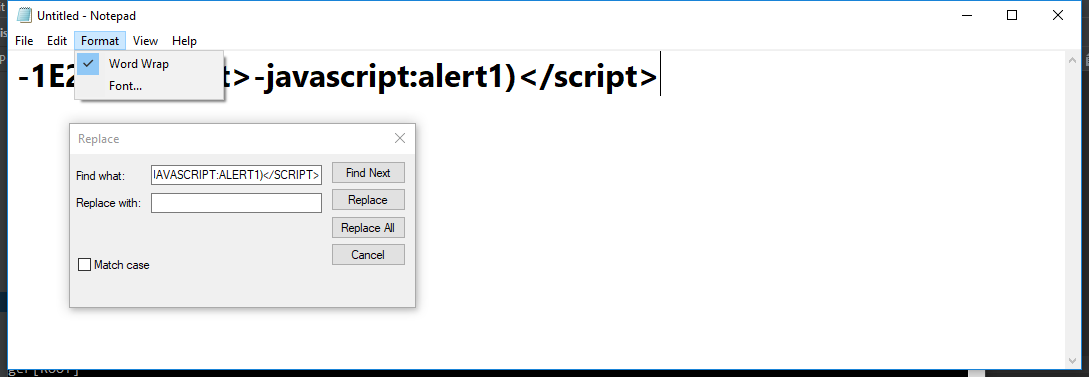 Untitled - Notepad
File Edit Format View Help
Word Wrap
Font...
-1E2 t>-javascript:alert1)</script>
Replace
Find what: JAVASCRIPT:ALERT1)</SCRIPT>
Find Next
Replace with:
Replace
Replace All
Cancel
Match case